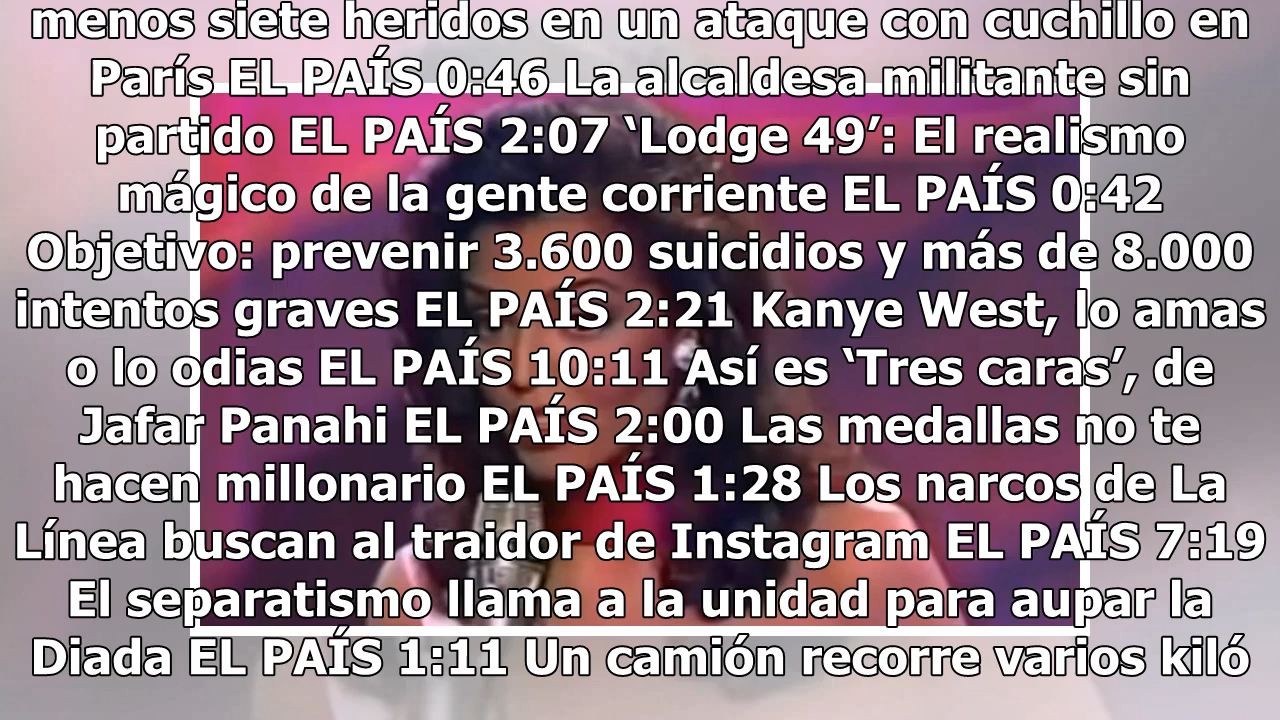 menos siete heridos en un ataque con cuchillo en
París EL PAÍS 0:46 La alcaldesa militante sin
partido EL PAÍS 2:07 ‘Lodge 49’: El realismo
mágico de la gente corriente EL PAÍS 0:42
Objetivo: prevenir 3.600 suicidios y más de 8.000
intentos graves EL PAÍS 2:21 Kanye West, lo amas
o lo odias EL PAÍS 10:11 Así es ‘Tres caras’, de
Jafar Panahi EL PAÍS 2:00 Las medallas no te
hacen millonario EL PAÍS 1:28 Los narcos de La
Línea buscan al traidor de Instagram EL PAÍS 7:19
El separatismo llama a la unidad para aupar la
Diada EL PAÍS 1:11 Un camión recorre varios kiló